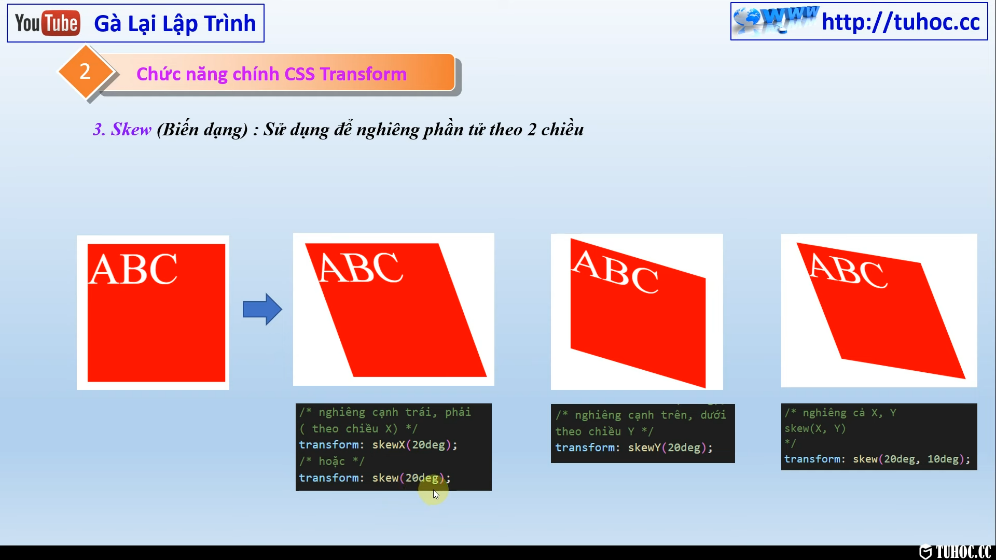 YouTube Gà Lại Lập Trình
WWW http://tuhoc.cc
2 Chức năng chính CSS Transform
3. Skew (Biến dạng) : Sử dụng để nghiêng phần tử theo 2 chiều
ABC
ABC
ABC
ABC
/* nghiêng cạnh trái, phải
( theo chiều X) */
transform: skewX(20deg);
/* hoặc */
transform: skew(20deg);
/* nghiêng cạnh trên, dưới
theo chiều Y */
transform: skewY(20deg);
/* nghiêng cả X, Y
skew(X, Y)
*/
transform: skew(20deg, 10deg);
TUHOC.CC